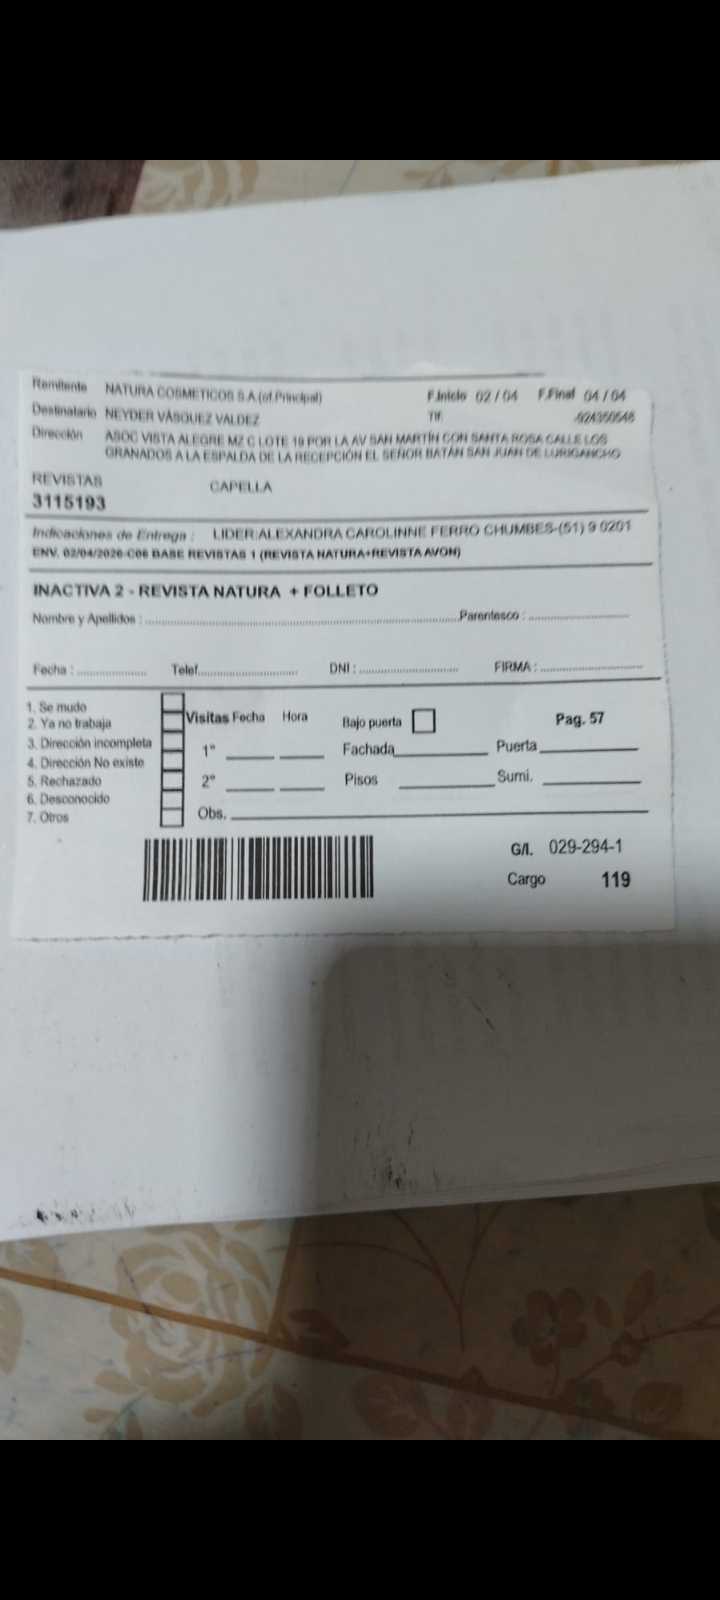 Remitente NATURA COSMETICOS S.A (of.Principal) F.Inicio 02 / 04 F.Final 04 / 04
Destinatario NEYDER VÁSQUEZ VALDEZ Tlf. -924350548
Dirección ASOC VISTA ALEGRE MZ C LOTE 19 POR LA AV SAN MARTÍN CON SANTA ROSA CALLE LOS
GRANADOS A LA ESPALDA DE LA RECEPCIÓN EL SEÑOR BATÁN SAN JUAN DE LURIGANCHO
REVISTAS CAPELLA
3115193
Indicaciones de Entrega : LIDER:ALEXANDRA CAROLINNE FERRO CHUMBES-(51) 9 0201
ENV. 02/04/2026-C06 BASE REVISTAS 1 (REVISTA NATURA+REVISTA AVON)
INACTIVA 2 - REVISTA NATURA + FOLLETO
Nombre y Apellidos : Parentesco :
Fecha : Telef. DNI : FIRMA :
1. Se mudo
2. Ya no trabaja Visitas Fecha Hora Bajo puerta Pag. 57
3. Dirección incompleta 1° Fachada Puerta
4. Dirección No existe
5. Rechazado 2° Pisos Sumi.
6. Desconocido
7. Otros Obs.
G/l. 029-294-1
Cargo 119